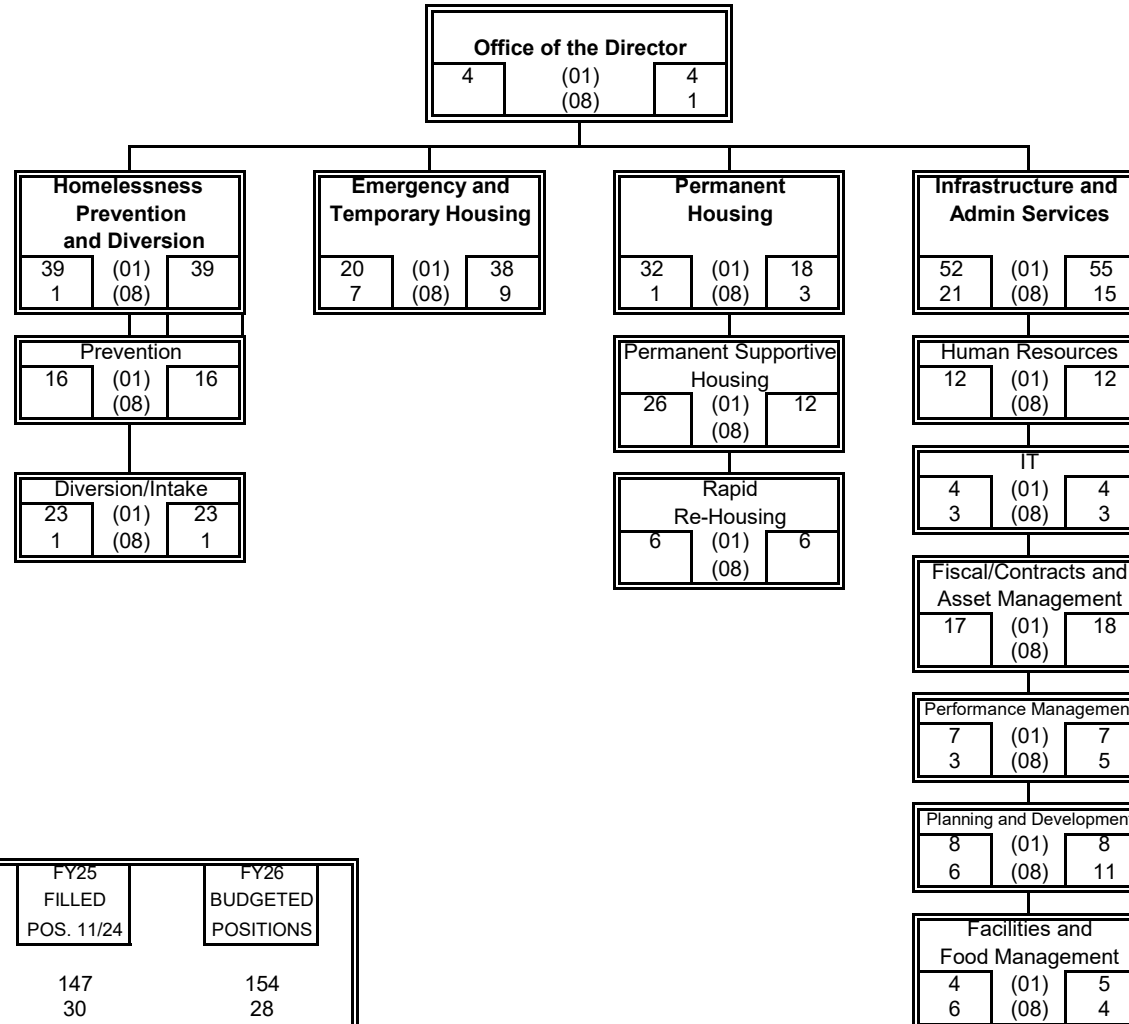 Office of the Director
4 (01) 4
(08) 1
Homelessness
Prevention
and Diversion
39 (01) 39
1 (08)
Prevention
16 (01) 16
(08)
Diversion/Intake
23 (01) 23
1 (08) 1
Emergency and
Temporary Housing
20 (01) 38
7 (08) 9
Permanent
Housing
32 (01) 18
1 (08) 3
Permanent Supportive
Housing
26 (01) 12
(08)
Rapid
Re-Housing
6 (01) 6
(08)
Infrastructure and
Admin Services
52 (01) 55
21 (08) 15
Human Resources
12 (01) 12
(08)
IT
4 (01) 4
3 (08) 3
Fiscal/Contracts and
Asset Management
17 (01) 18
(08)
Performance Managemen
7 (01) 7
3 (08) 5
Planning and Developmen
8 (01) 8
6 (08) 11
Facilities and
Food Management
4 (01) 5
6 (08) 4
FY25 FY26
FILLED BUDGETED
POS. 11/24 POSITIONS
147 154
30 28